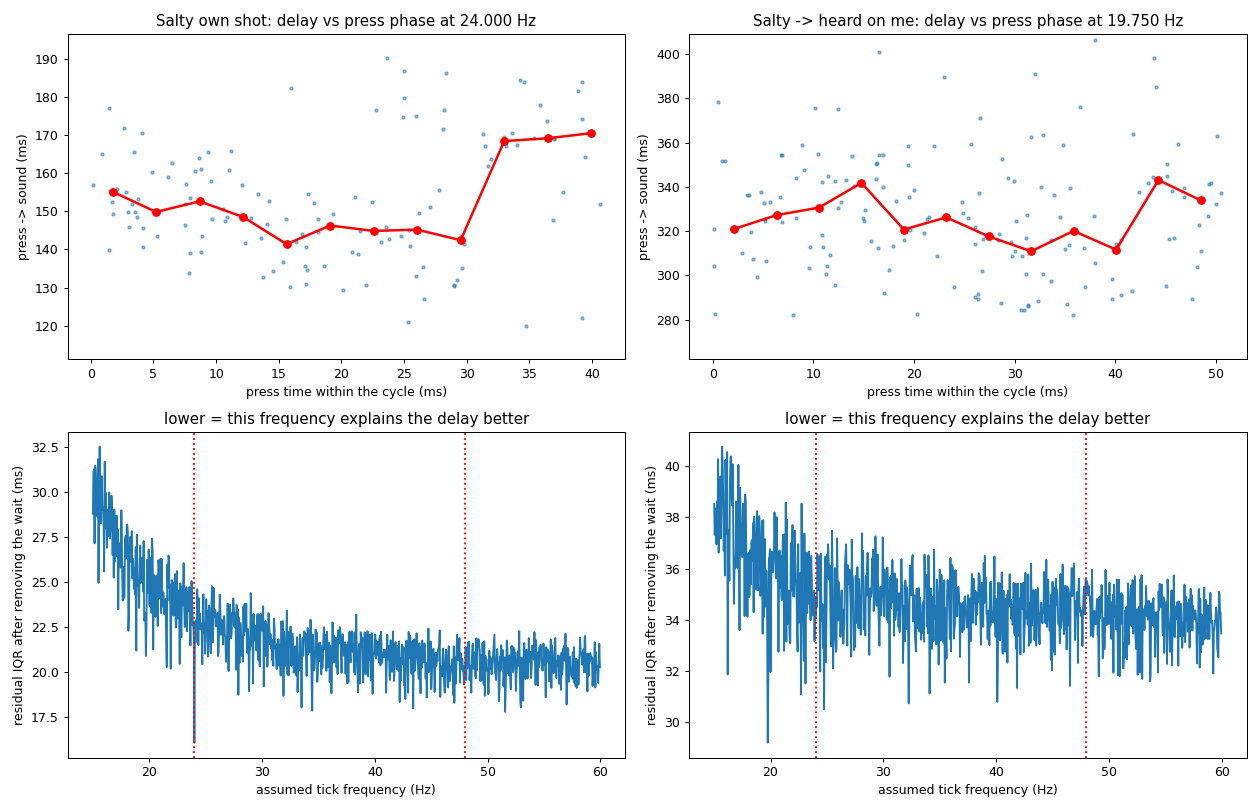 Salty own shot: delay vs press phase at 24.000 Hz
190
180
170
160
150
140
130
120
press -> sound (ms)
0 5 10 15 20 25 30 35 40
press time within the cycle (ms)
Salty -> heard on me: delay vs press phase at 19.750 Hz
400
380
360
340
320
300
280
press -> sound (ms)
0 10 20 30 40 50
press time within the cycle (ms)
lower = this frequency explains the delay better
32.5
30.0
27.5
25.0
22.5
20.0
17.5
residual IQR after removing the wait (ms)
20 30 40 50 60
assumed tick frequency (Hz)
lower = this frequency explains the delay better
40
38
36
34
32
30
residual IQR after removing the wait (ms)
20 30 40 50 60
assumed tick frequency (Hz)